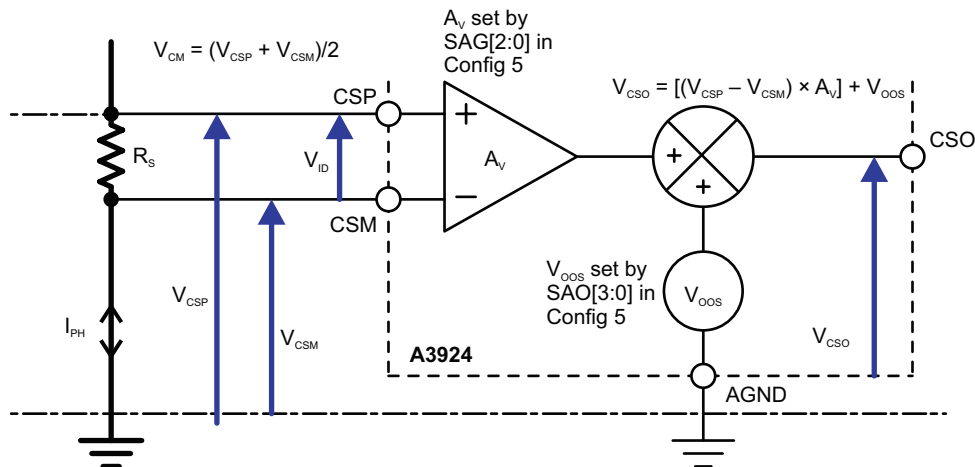 A_V set by
SAG[2:0] in
Config 5
V_CM = (V_CSP + V_CSM)/2
V_CSO = [(V_CSP – V_CSM) × A_V] + V_OOS
CSP
CSO
+
R_S
V_ID
A_V
+
+
–
CSM
V_OOS set by
SAO[3:0] in
Config 5
V_OOS
V_CSP
I_PH
V_CSM
V_CSO
A3924
AGND